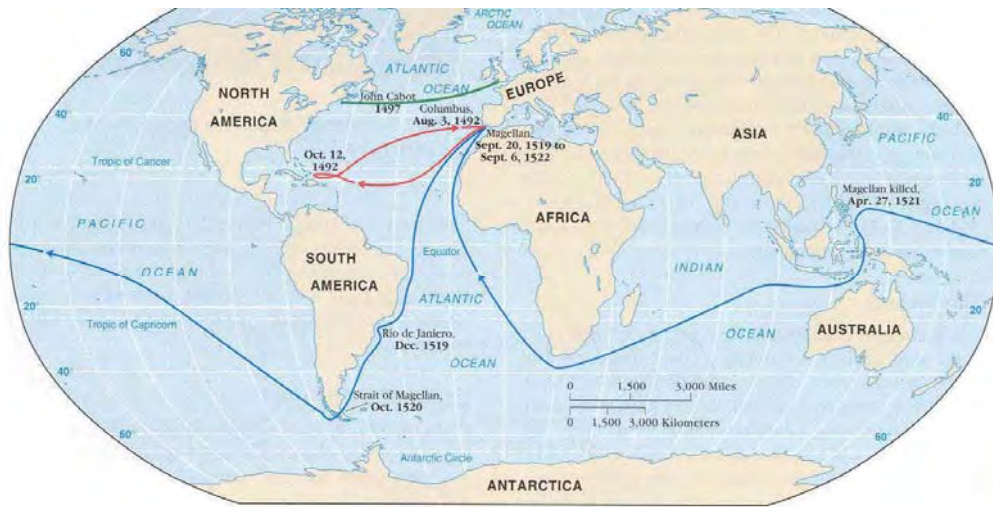 ARCTIC
OCEAN
60°
ATLANTIC
OCEAN
NORTH
AMERICA
EUROPE
John Cabot
1497
Columbus,
Aug. 3, 1492
40°
40°
ASIA
PACIFIC
Magellan,
Sept. 20, 1519 to
Sept. 6, 1522
Oct. 12,
1492
Tropic of Cancer
20°
20°
Magellan killed,
Apr. 27, 1521
OCEAN
AFRICA
PACIFIC
OCEAN
SOUTH
AMERICA
Equator
INDIAN
OCEAN
ATLANTIC
OCEAN
20°
20°
Tropic of Capricorn
Rio de Janiero,
Dec. 1519
AUSTRALIA
40°
40°
0 1,500 3,000 Miles
0 1,500 3,000 Kilometers
Strait of Magellan,
Oct. 1520
60°
60°
Antarctic Circle
ANTARCTICA